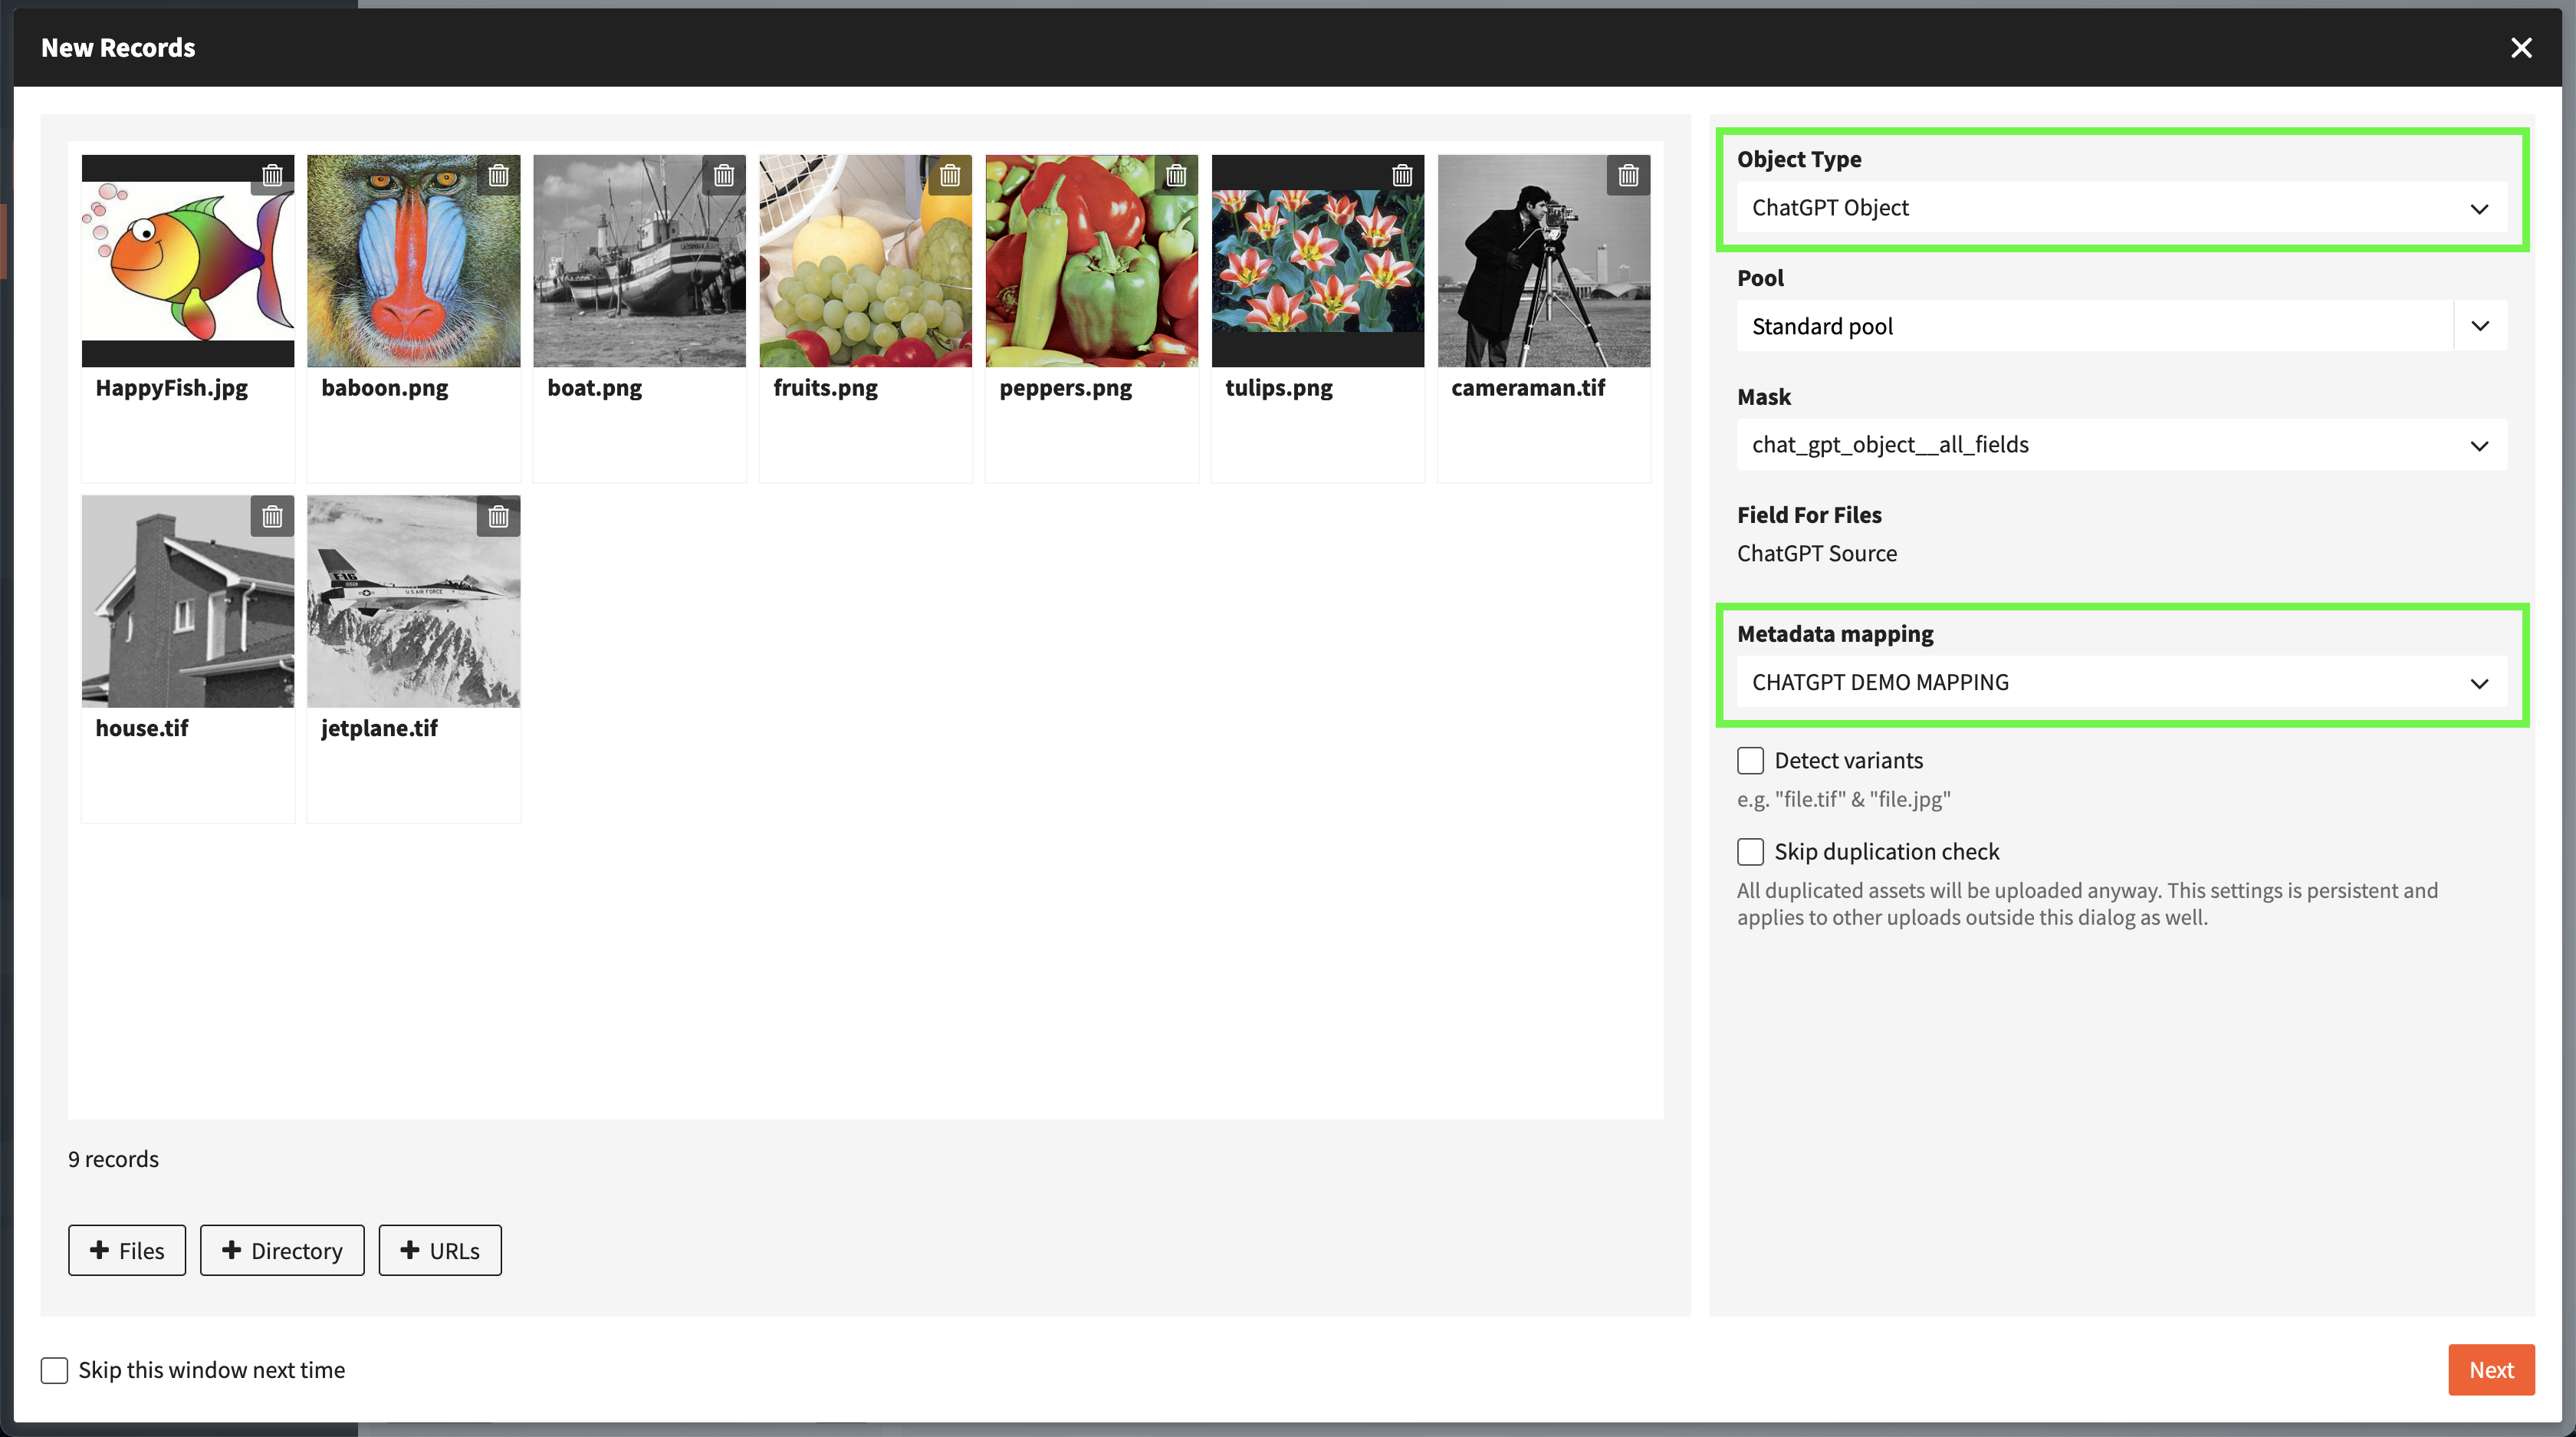 New Records
HappyFish.jpg
baboon.png
boat.png
fruits.png
peppers.png
tulips.png
cameraman.tif
F-16
U.S. AIR FORCE
house.tif
jetplane.tif
9 records
Files
Directory
URLs
Object Type
ChatGPT Object
Pool
Standard pool
Mask
chat_gpt_object__all_fields
Field For Files
ChatGPT Source
Metadata mapping
CHATGPT DEMO MAPPING
Detect variants
e.g. "file.tif" & "file.jpg"
Skip duplication check
All duplicated assets will be uploaded anyway. This settings is persistent and
applies to other uploads outside this dialog as well.
Skip this window next time
Next